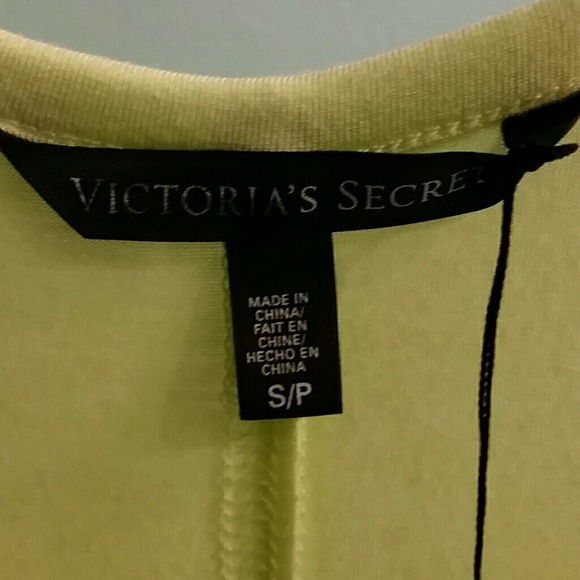 VICTORIA'S SECRET
MADE IN
CHINA/
FAIT EN
CHINE/
HECHO EN
CHINA
S/P